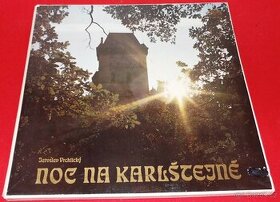 Jaroslav Vrchlický
NOC NA KARLŠTEJNĚ